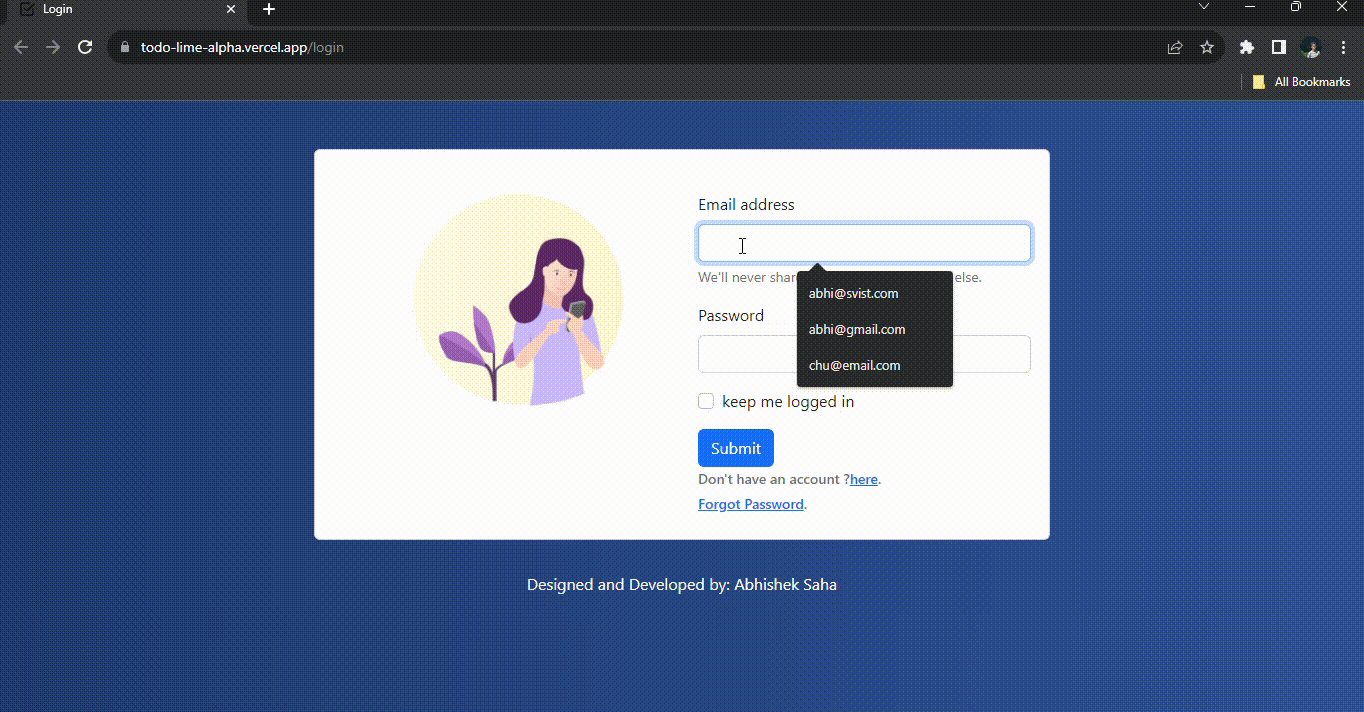 Login
todo-lime-alpha.vercel.app/login
All Bookmarks
Email address
We'll never shar else.
abhi@svist.com
Password
abhi@gmail.com
chu@email.com
keep me logged in
Submit
Don't have an account ?here.
Forgot Password.
Designed and Developed by: Abhishek Saha